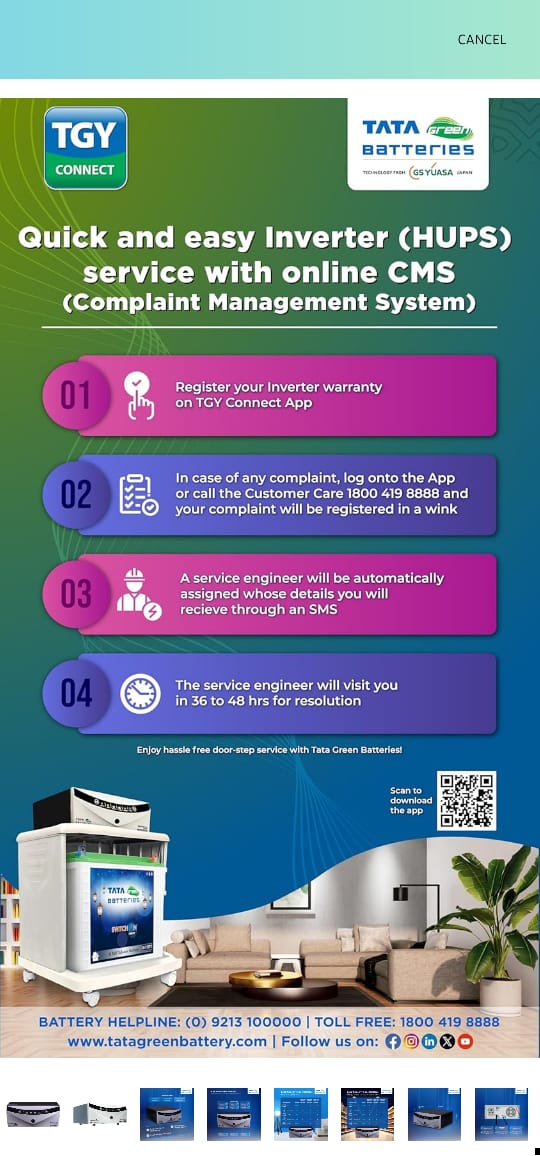 CANCEL
TGY
CONNECT
TATA green
BATTERIES
TECHNOLOGY FROM GS YUASA JAPAN
Quick and easy Inverter (HUPS)
service with online CMS
(Complaint Management System)
01
Register your Inverter warranty
on TGY Connect App
02
In case of any complaint, log onto the App
or call the Customer Care 1800 419 8888 and
your complaint will be registered in a wink
03
A service engineer will be automatically
assigned whose details you will
recieve through an SMS
04
The service engineer will visit you
in 36 to 48 hrs for resolution
Enjoy hassle free door-step service with Tata Green Batteries!
Scan to
download
the app
TATA
BATTERIES
BATTERY HELPLINE: (0) 9213 100000 | TOLL FREE: 1800 419 8888
www.tatagreenbattery.com | Follow us on: